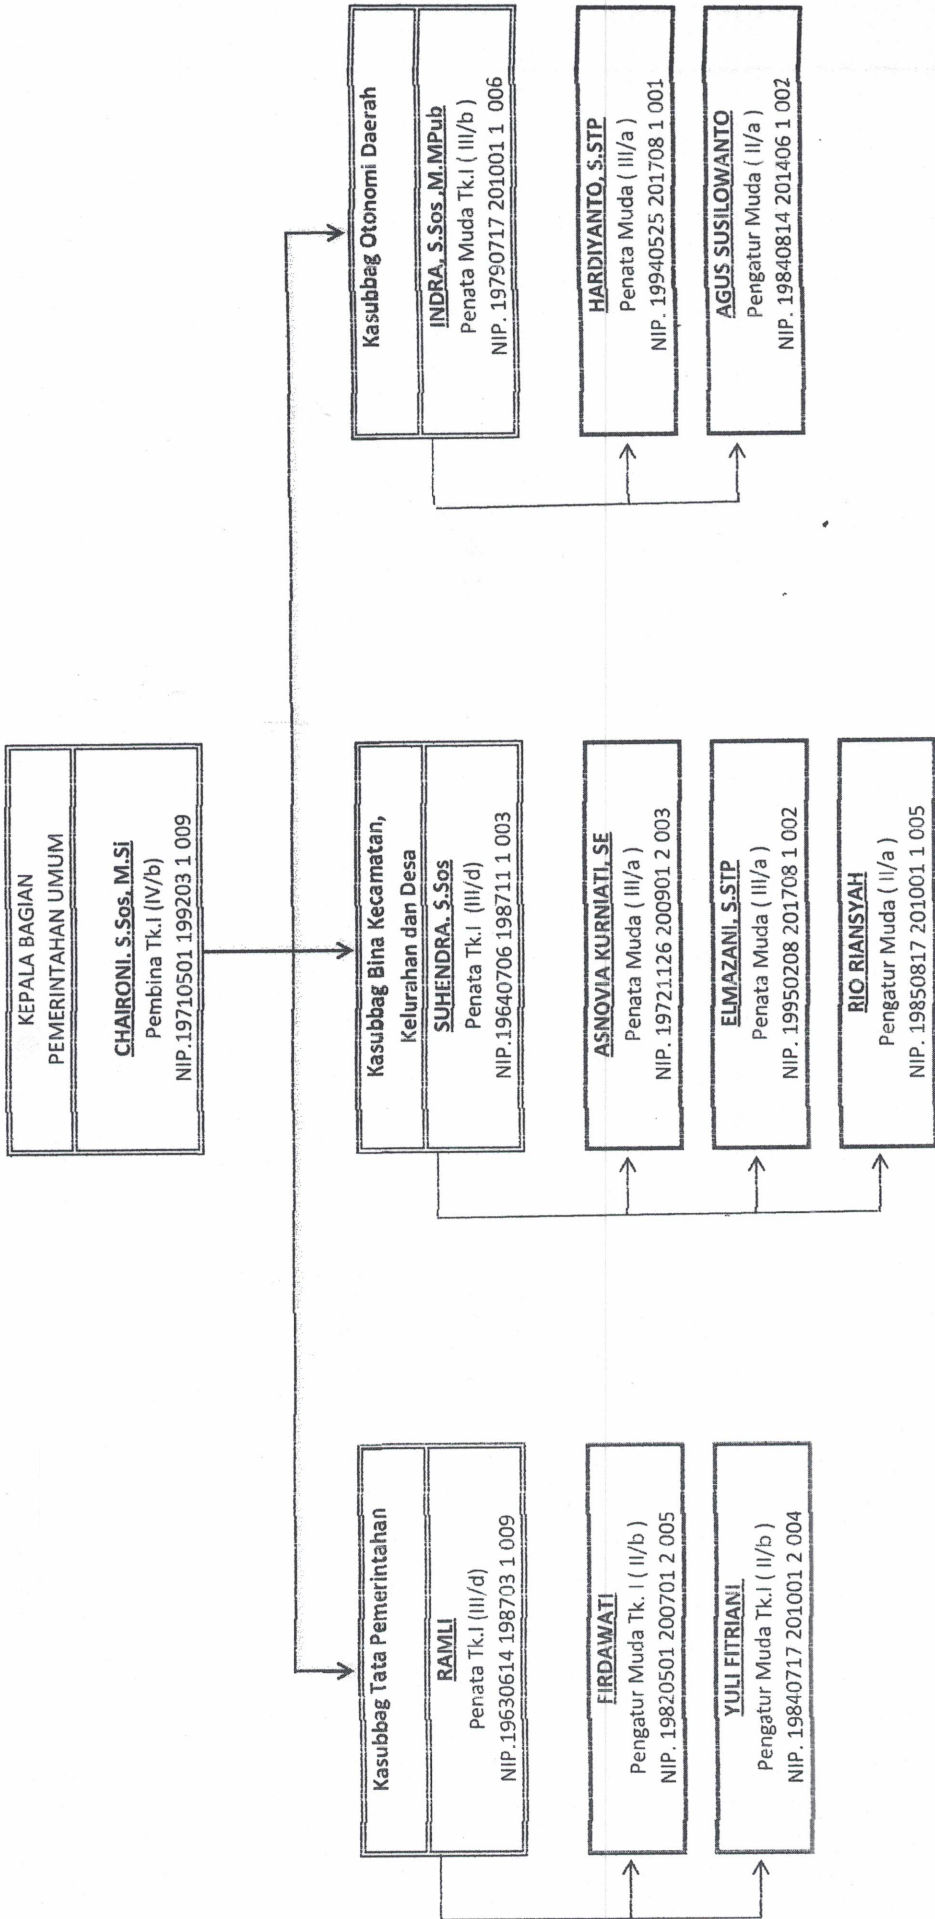 KEPALA BAGIAN
PEMERINTAHAN UMUM
CHAIRONI. S.Sos, M.Si
Pembina Tk.I (IV/b)
NIP.19710501 199203 1 009
Kasubbag Tata Pemerintahan
RAMLI
Penata Tk.I (III/d)
NIP.19630614 198703 1 009
FIRDAWATI
Pengatur Muda Tk. I ( II/b )
NIP. 19820501 200701 2 005
YULI FITRIANI
Pengatur Muda Tk.I ( II/b )
NIP. 19840717 201001 2 004
Kasubbag Bina Kecamatan,
Kelurahan dan Desa
SUHENDRA. S.Sos
Penata Tk.I (III/d)
NIP.19640706 198711 1 003
ASNOVIA KURNIATI, SE
Penata Muda ( III/a )
NIP. 19721126 200901 2 003
ELMAZANI, S.STP
Penata Muda ( III/a )
NIP. 19950208 201708 1 002
RIO RIANSYAH
Pengatur Muda ( II/a )
NIP. 19850817 201001 1 005
Kasubbag Otonomi Daerah
INDRA, S.Sos ,M.MPub
Penata Muda Tk.I ( III/b )
NIP. 19790717 201001 1 006
HARDIYANTO, S.STP
Penata Muda ( III/a )
NIP. 19940525 201708 1 001
AGUS SUSILOWANTO
Pengatur Muda ( II/a )
NIP. 19840814 201406 1 002